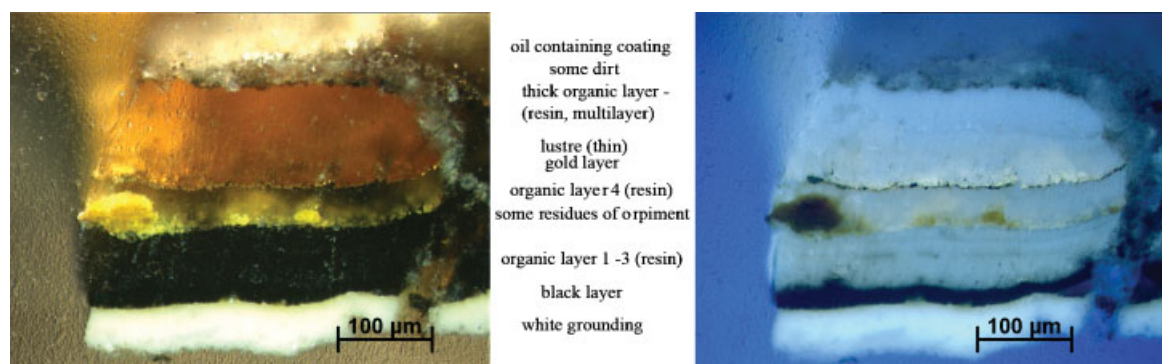 oil containing coating
some dirt
thick organic layer -
(resin, multilayer)
lustre (thin)
gold layer
organic layer 4 (resin)
some residues of orpiment
organic layer 1 -3 (resin)
black layer
white grounding
100 µm
100 µm